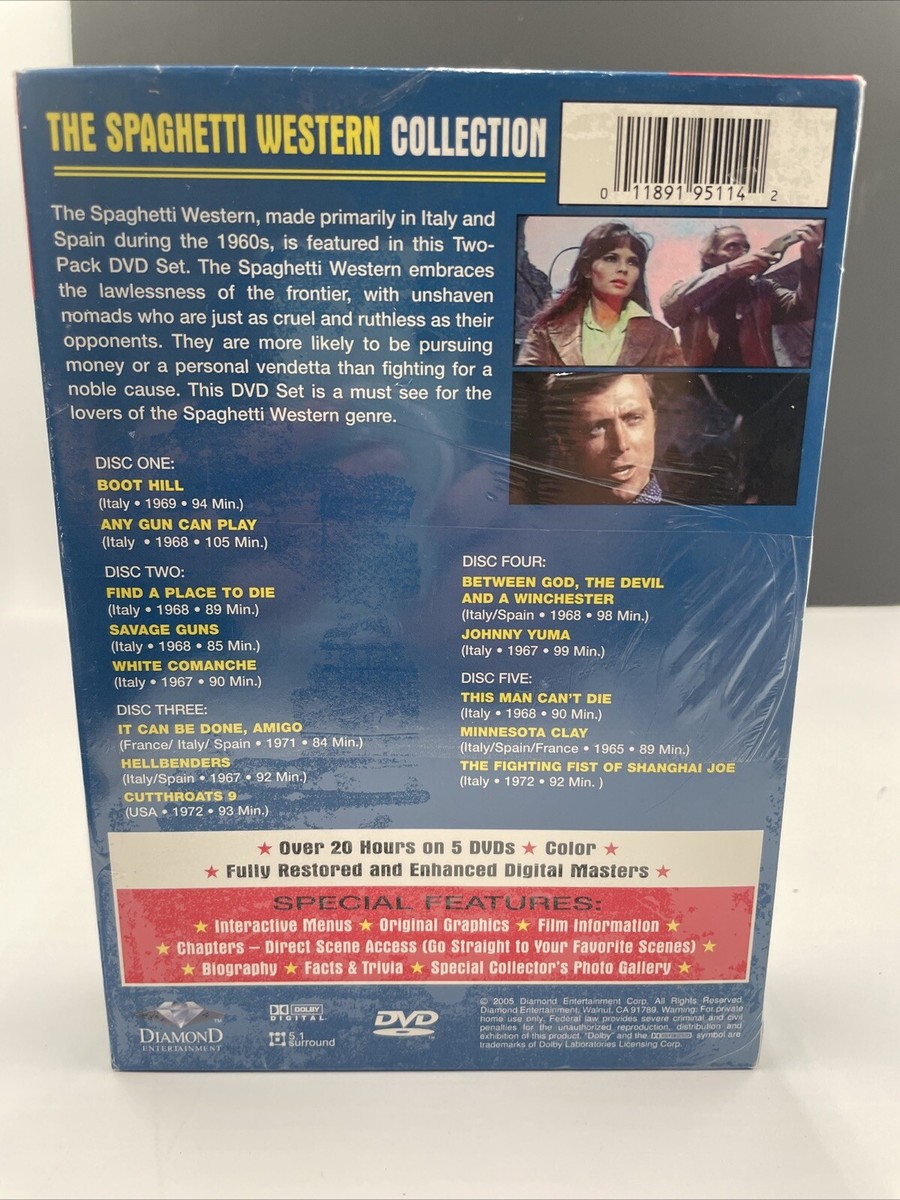 THE SPAGHETTI WESTERN COLLECTION
0 11891 95114 2
The Spaghetti Western, made primarily in Italy and
Spain during the 1960s, is featured in this Two-
Pack DVD Set. The Spaghetti Western embraces
the lawlessness of the frontier, with unshaven
nomads who are just as cruel and ruthless as their
opponents. They are more likely to be pursuing
money or a personal vendetta than fighting for a
noble cause. This DVD Set is a must see for the
lovers of the Spaghetti Western genre.
DISC ONE:
BOOT HILL
(Italy • 1969 • 94 Min.)
ANY GUN CAN PLAY
(Italy • 1968 • 105 Min.)
DISC TWO:
FIND A PLACE TO DIE
(Italy • 1968 • 89 Min.)
SAVAGE GUNS
(Italy • 1968 • 85 Min.)
WHITE COMANCHE
(Italy • 1967 • 90 Min.)
DISC THREE:
IT CAN BE DONE, AMIGO
(France/ Italy/ Spain • 1971 • 84 Min.)
HELLBENDERS
(Italy/Spain • 1967 • 92 Min.)
CUTTHROATS 9
(USA • 1972 • 93 Min.)
DISC FOUR:
BETWEEN GOD, THE DEVIL
AND A WINCHESTER
(Italy/Spain • 1968 • 98 Min.)
JOHNNY YUMA
(Italy • 1967 • 99 Min.)
DISC FIVE:
THIS MAN CAN'T DIE
(Italy • 1968 • 90 Min.)
MINNESOTA CLAY
(Italy/Spain/France • 1965 • 89 Min.)
THE FIGHTING FIST OF SHANGHAI JOE
(Italy • 1972 • 92 Min. )
★ Over 20 Hours on 5 DVDs ★ Color ★
★ Fully Restored and Enhanced Digital Masters ★
SPECIAL FEATURES:
★ Interactive Menus ★ Original Graphics ★ Film Information ★
★ Chapters – Direct Scene Access (Go Straight to Your Favorite Scenes) ★
★ Biography ★ Facts & Trivia ★ Special Collector's Photo Gallery ★
™
DIAMOND
ENTERTAINMENT
DOLBY
DIGITAL
5.1
surround
DVD
™
© 2005 Diamond Entertainment Corp. All Rights Reserved.
Diamond Entertainment, Walnut, CA 91789. Warning: For private
home use only. Federal law provides severe criminal and civil
penalties for the unauthorized reproduction, distribution and
exhibition of this product. "Dolby" and the symbol are
trademarks of Dolby Laboratories Licensing Corp.